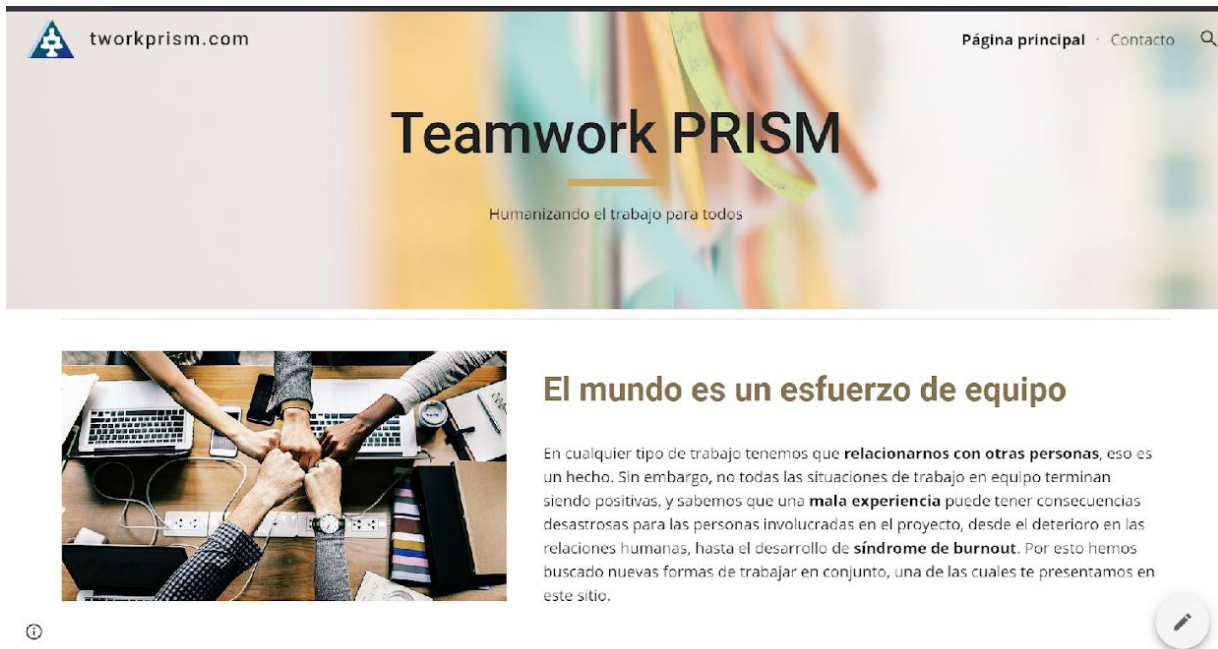 tworkprism.com
Página principal · Contacto
Teamwork PRISM
Humanizando el trabajo para todos
El mundo es un esfuerzo de equipo
En cualquier tipo de trabajo tenemos que relacionarnos con otras personas, eso es
un hecho. Sin embargo, no todas las situaciones de trabajo en equipo terminan
siendo positivas, y sabemos que una mala experiencia puede tener consecuencias
desastrosas para las personas involucradas en el proyecto, desde el deterioro en las
relaciones humanas, hasta el desarrollo de síndrome de burnout. Por esto hemos
buscado nuevas formas de trabajar en conjunto, una de las cuales te presentamos en
este sitio.